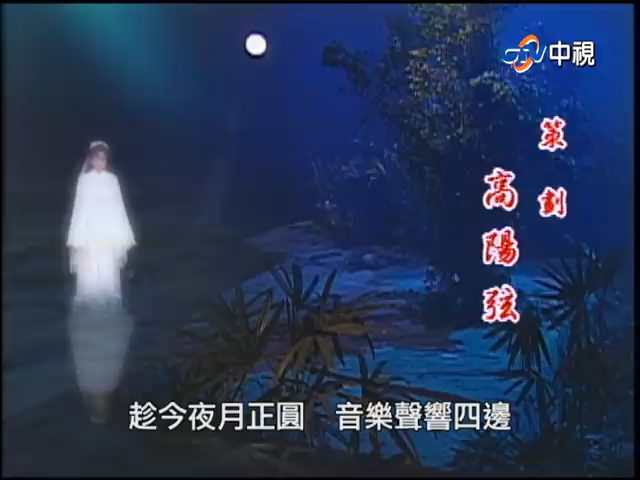 中視
策劃
高陽弦
趁今夜月正圓 音樂聲響四邊